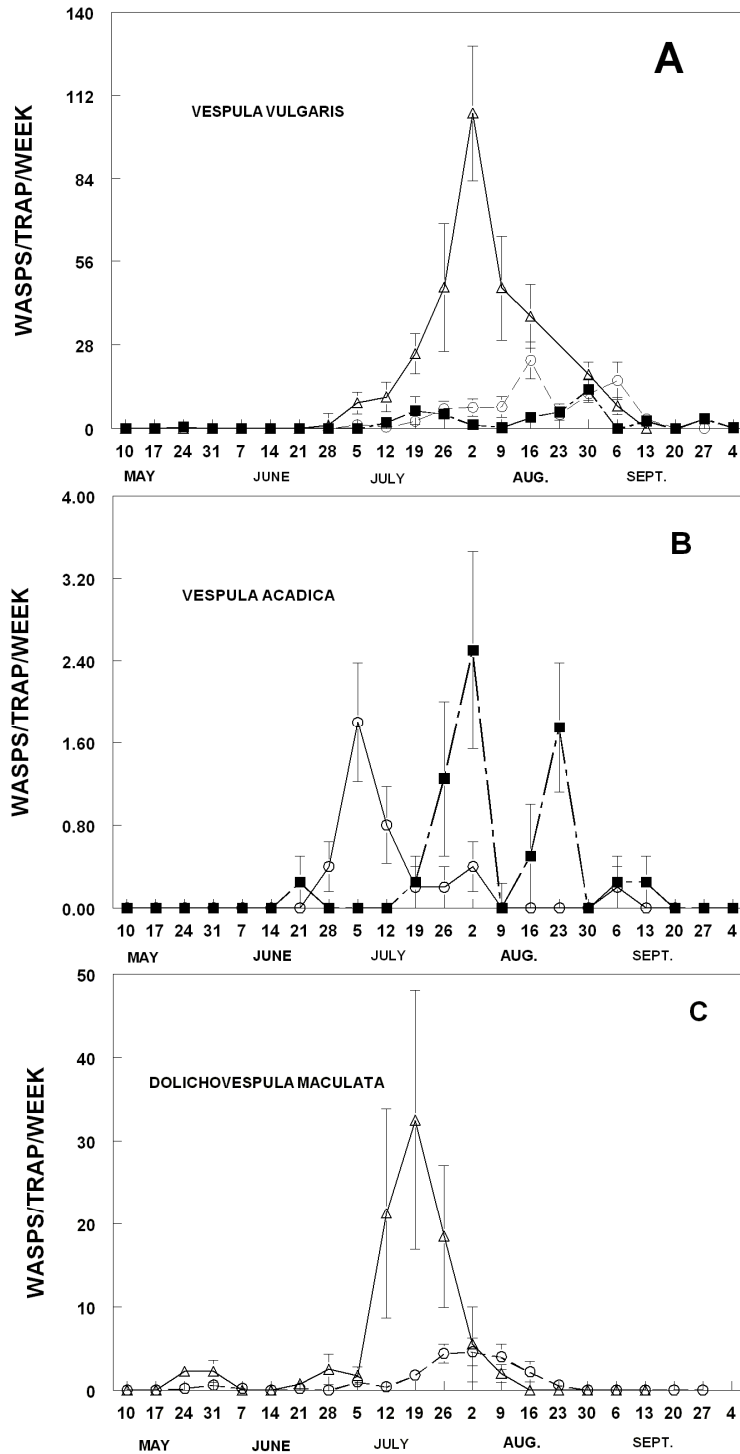 140
A
112
VESPULA VULGARIS
84
56
28
0
WASPS/TRAP/WEEK
10 17 24 31 7 14 21 28 5 12 19 26 2 9 16 23 30 6 13 20 27 4
MAY JUNE JULY AUG. SEPT.
4.00
B
3.20
VESPULA ACADICA
2.40
1.60
0.80
0.00
WASPS/TRAP/WEEK
10 17 24 31 7 14 21 28 5 12 19 26 2 9 16 23 30 6 13 20 27 4
MAY JUNE JULY AUG. SEPT.
50
C
40
DOLICHOVESPULA MACULATA
30
20
10
0
WASPS/TRAP/WEEK
10 17 24 31 7 14 21 28 5 12 19 26 2 9 16 23 30 6 13 20 27 4
MAY JUNE JULY AUG. SEPT.